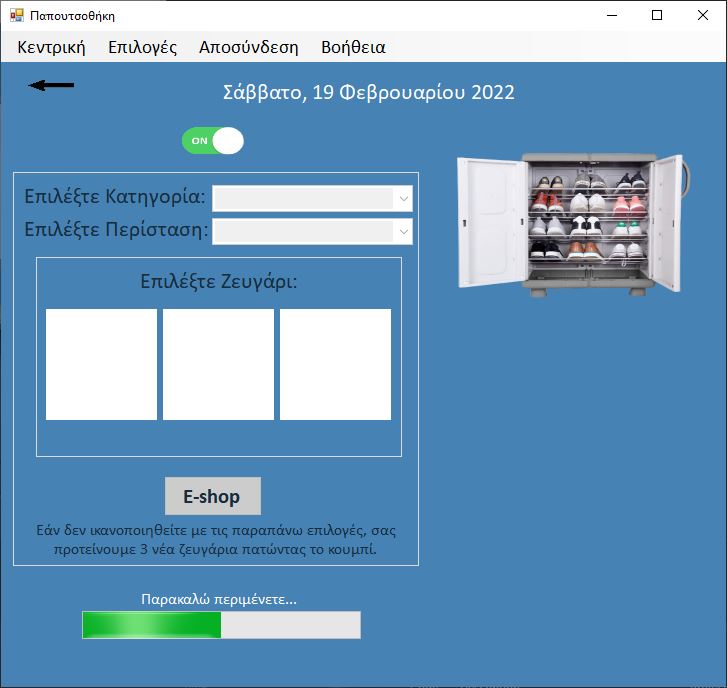 Παπουτσοθήκη
Κεντρική Επιλογές Αποσύνδεση Βοήθεια
Σάββατο, 19 Φεβρουαρίου 2022
ON
Επιλέξτε Κατηγορία:
Επιλέξτε Περίσταση:
Επιλέξτε Ζευγάρι:
E-shop
Εάν δεν ικανοποιηθείτε με τις παραπάνω επιλογές, σας
προτείνουμε 3 νέα ζευγάρια πατώντας το κουμπί.
Παρακαλώ περιμένετε...